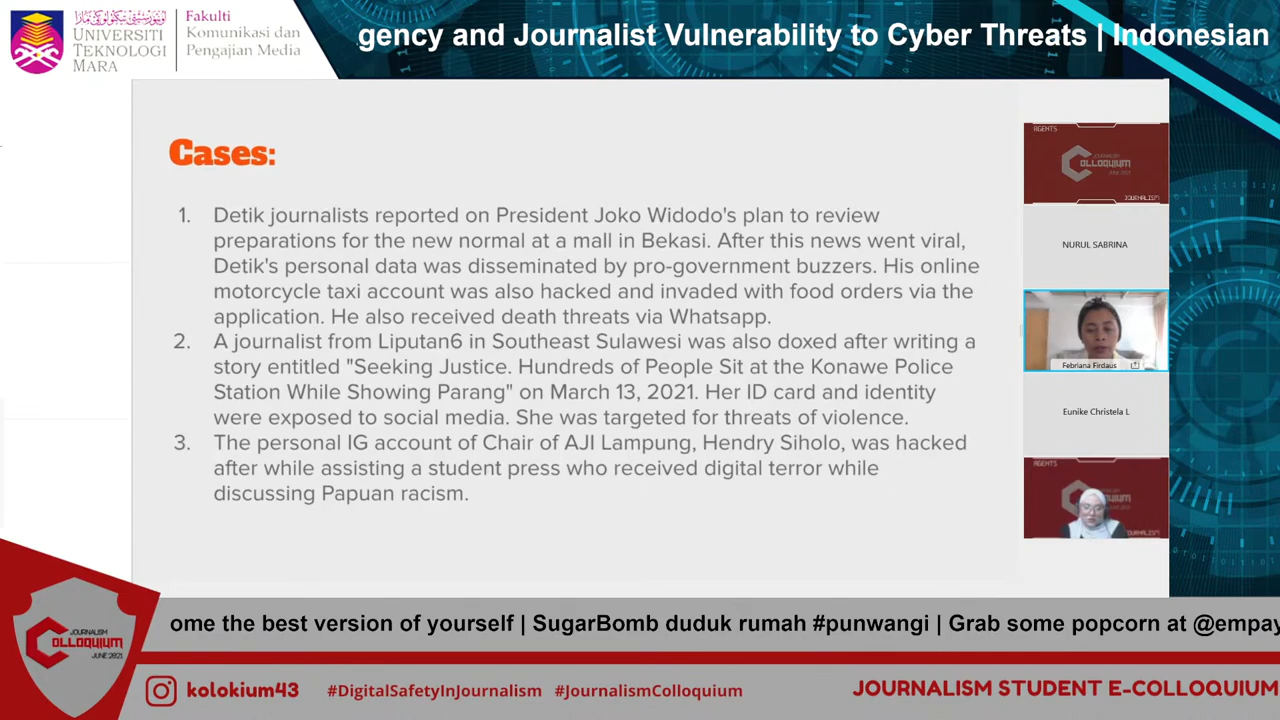 UNIVERSITI
TEKNOLOGI
MARA
Fakulti
Komunikasi dan
Pengajian Media
gency and Journalist Vulnerability to Cyber Threats | Indonesian
Cases:
1. Detik journalists reported on President Joko Widodo's plan to review
preparations for the new normal at a mall in Bekasi. After this news went viral,
Detik's personal data was disseminated by pro-government buzzers. His online
motorcycle taxi account was also hacked and invaded with food orders via the
application. He also received death threats via Whatsapp.
2. A journalist from Liputan6 in Southeast Sulawesi was also doxed after writing a
story entitled "Seeking Justice. Hundreds of People Sit at the Konawe Police
Station While Showing Parang" on March 13, 2021. Her ID card and identity
were exposed to social media. She was targeted for threats of violence.
3. The personal IG account of Chair of AJI Lampung, Hendry Siholo, was hacked
after while assisting a student press who received digital terror while
discussing Papuan racism.
AGENTS
JOURNALISM
COLLOQUIUM
JUNE 2021
JOURNALISM
NURUL SABRINA
Febriana Firdaus
Eunike Christela L
AGENTS
ome the best version of yourself | SugarBomb duduk rumah #punwangi | Grab some popcorn at @empay
JOURNALISM
COLLOQUIUM
JUNE 2021
kolokium43
#DigitalSafetyInJournalism #JournalismColloquium
JOURNALISM STUDENT E-COLLOQUIUM